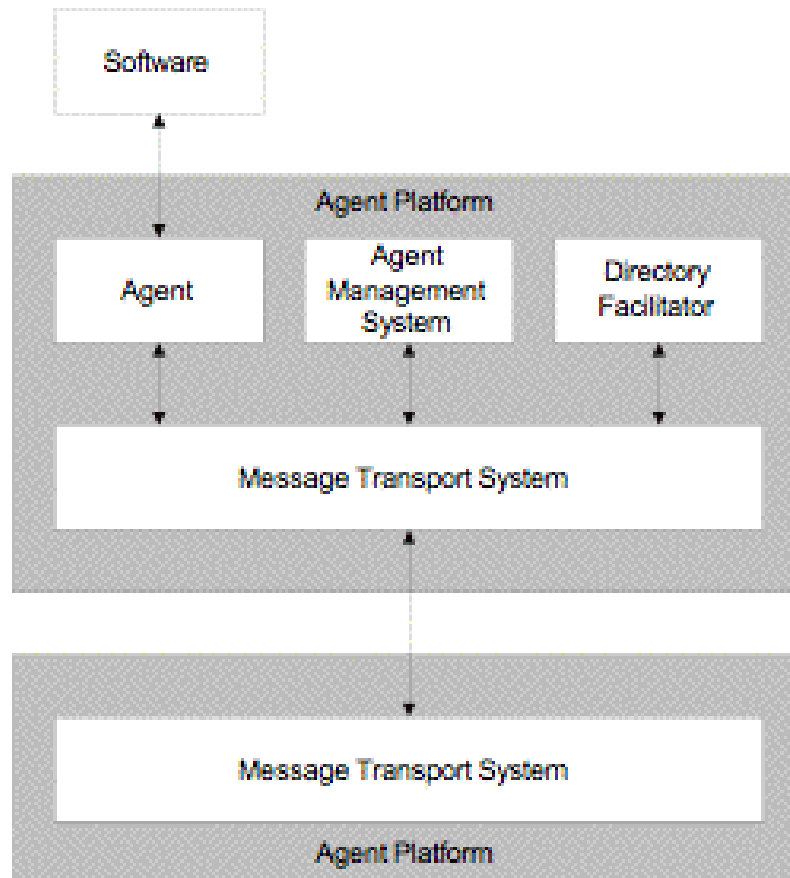 Software
Agent Platform
Agent
Agent
Management
System
Directory
Facilitator
Message Transport System
Message Transport System
Agent Platform